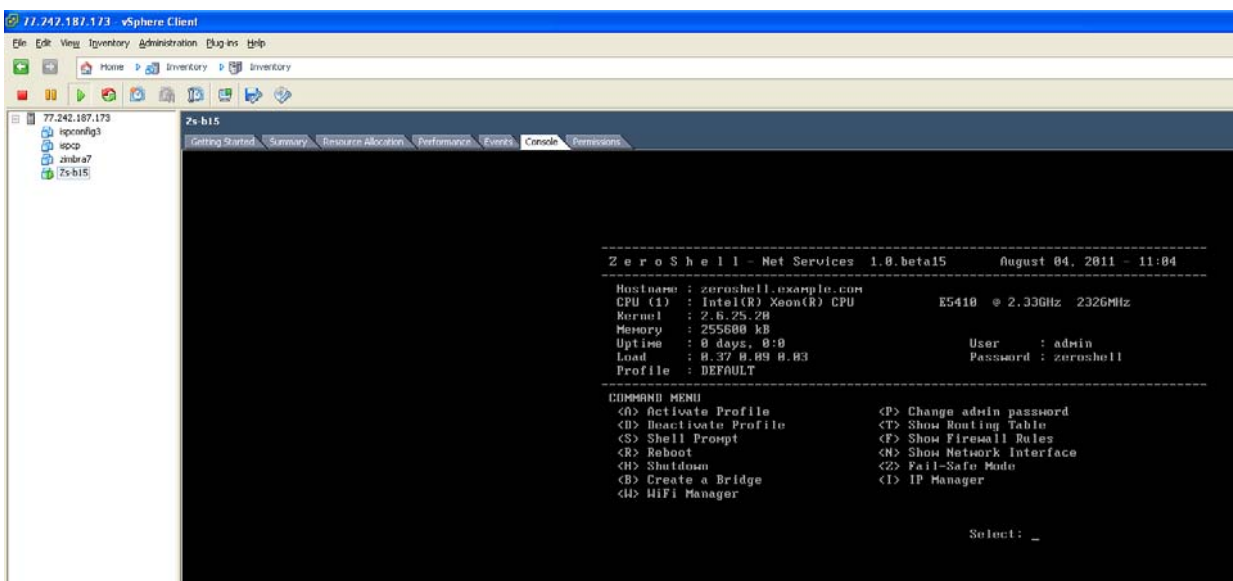 77.242.187.173 - vSphere Client
File Edit View Inventory Administration Plug-ins Help
Home Inventory Inventory
77.242.187.173
ispconfig3
ispcp
zimbra7
Zs-b15
Zs-b15
Getting Started Summary Resource Allocation Performance Events Console Permissions
Z e r o S h e l l - Net Services 1.0.beta15 August 04, 2011 - 11:04
Hostname : zeroshell.example.com
CPU (1) : Intel(R) Xeon(R) CPU E5410 @ 2.33GHz 2326MHz
Kernel : 2.6.25.20
Memory : 255600 kB
Uptime : 0 days, 0:0 User : admin
Load : 0.37 0.09 0.03 Password : zeroshell
Profile : DEFAULT
COMMAND MENU
<A> Activate Profile <P> Change admin password
<D> Deactivate Profile <T> Show Routing Table
<S> Shell Prompt <F> Show Firewall Rules
<R> Reboot <N> Show Network Interface
<H> Shutdown <Z> Fail-Safe Mode
<B> Create a Bridge <I> IP Manager
<W> WiFi Manager
Select: _